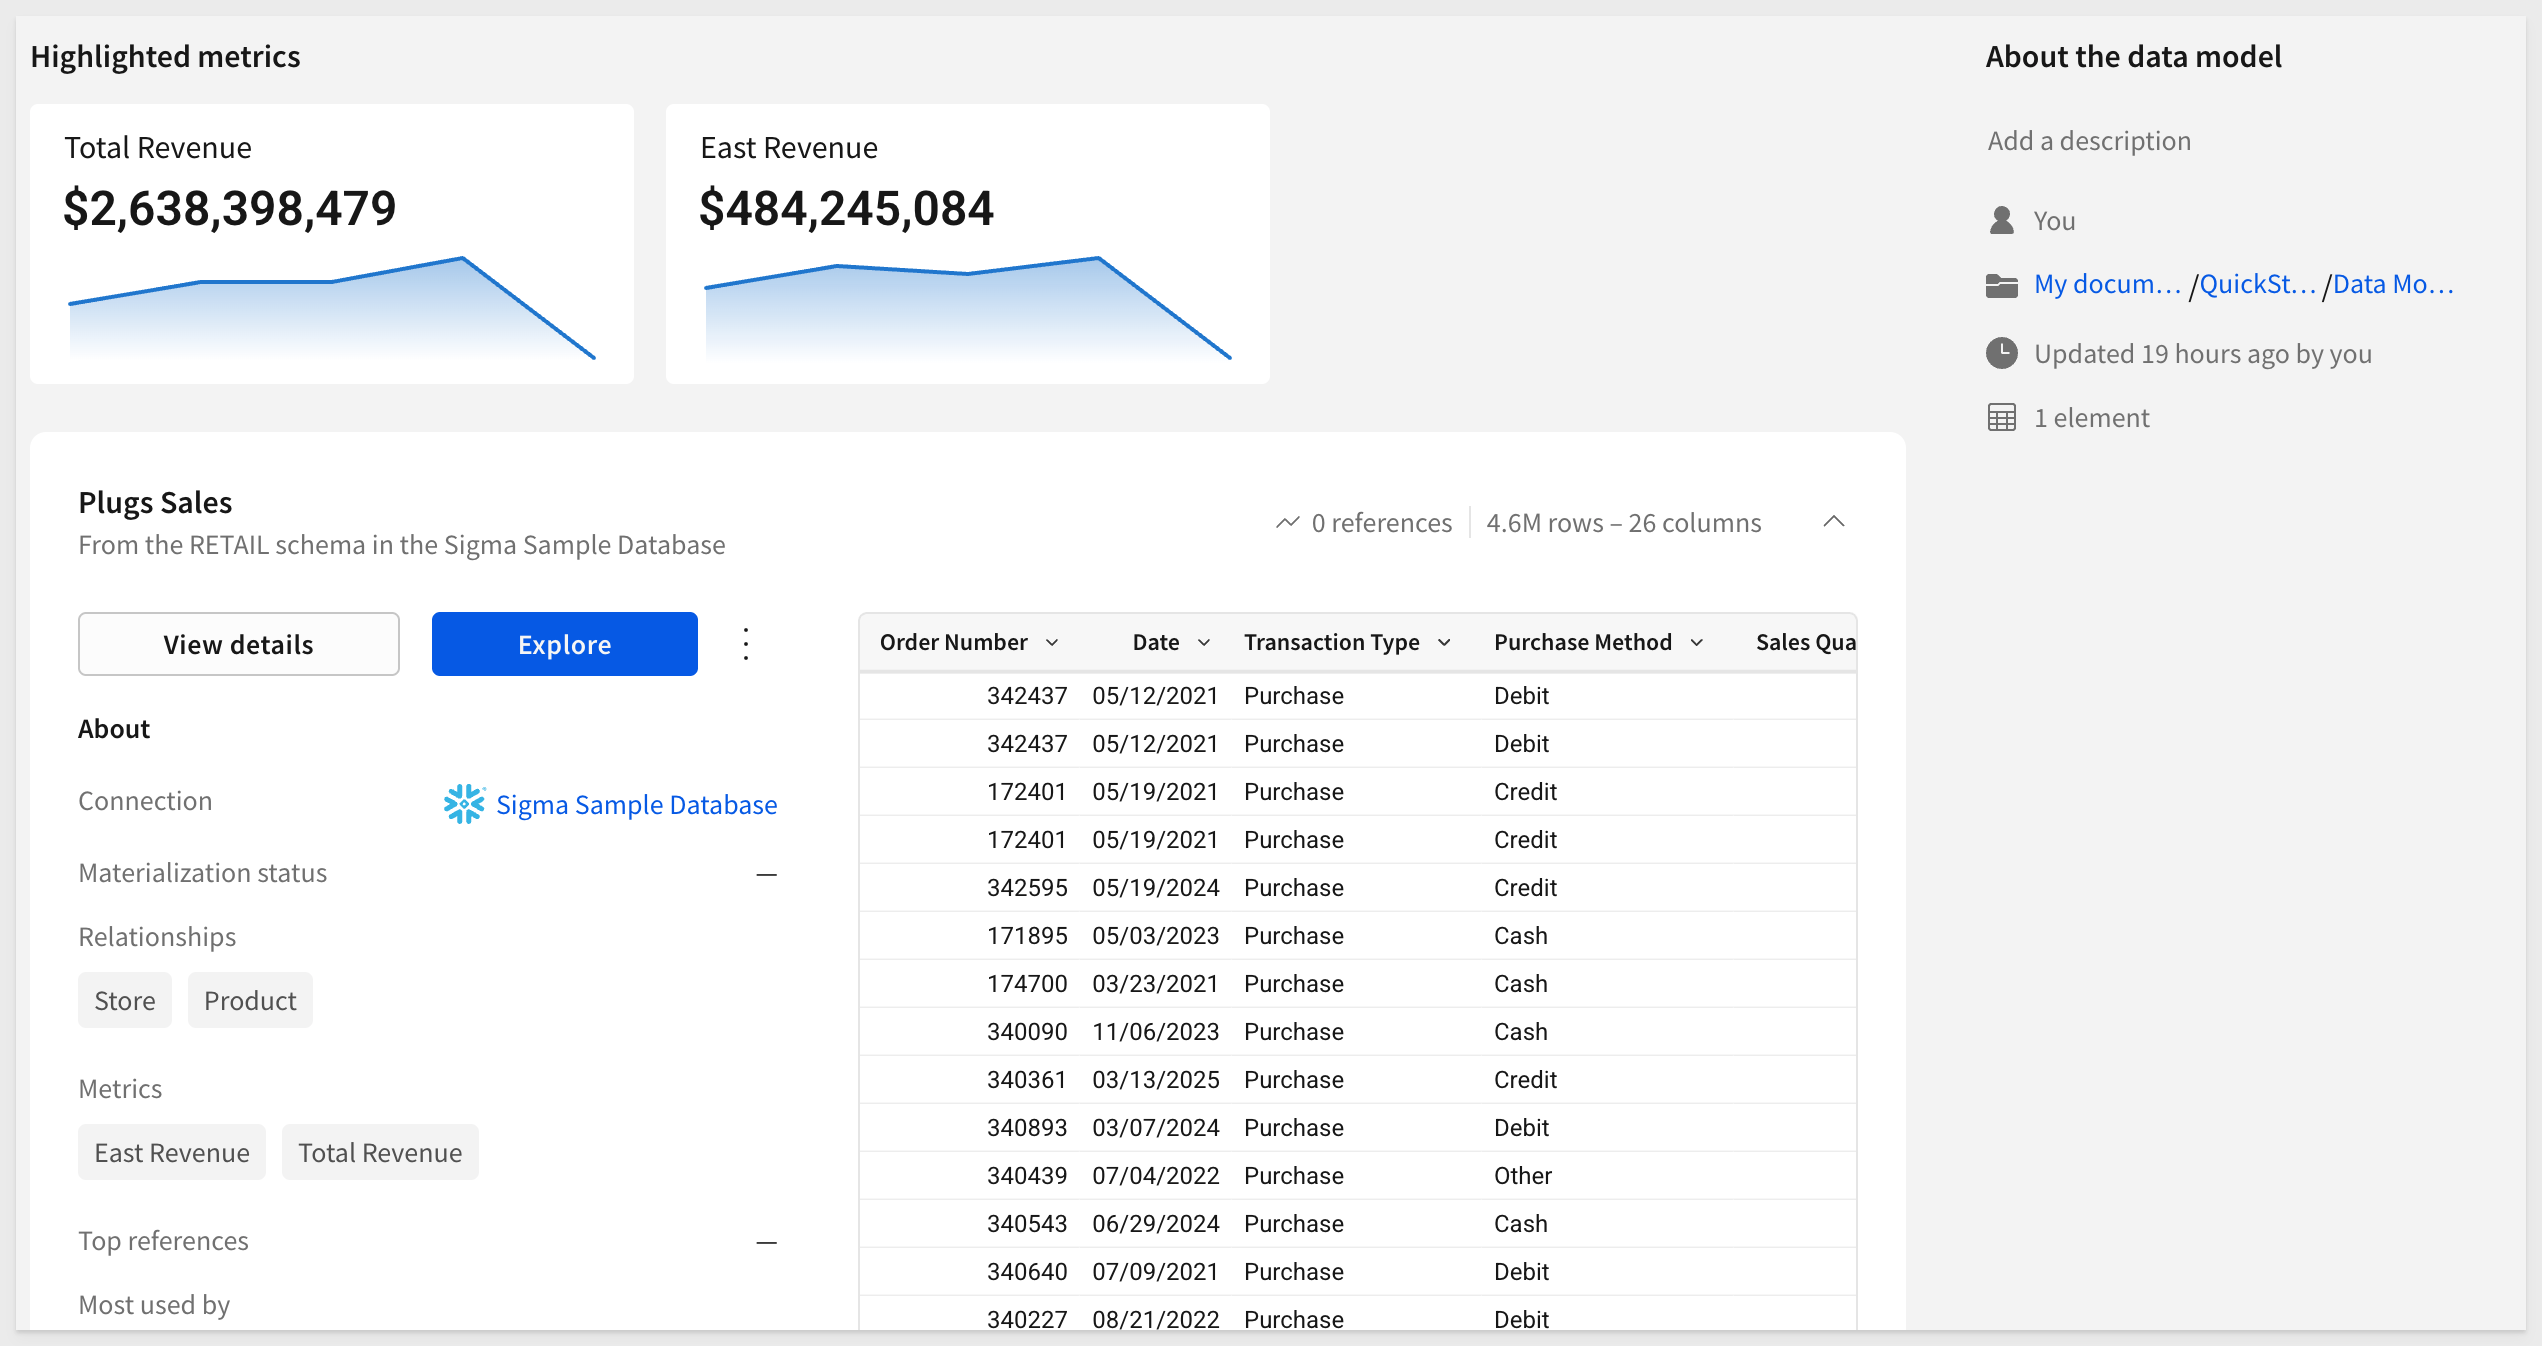 Highlighted metrics
Total Revenue
$2,638,398,479
East Revenue
$484,245,084
About the data model
Add a description
You
My docum… /QuickSt… /Data Mo…
Updated 19 hours ago by you
1 element
Plugs Sales
From the RETAIL schema in the Sigma Sample Database
0 references
4.6M rows – 26 columns
View details
Explore
About
Connection
Sigma Sample Database
Materialization status —
Relationships
Store Product
Metrics
East Revenue Total Revenue
Top references —
Most used by
Order Number Date Transaction Type Purchase Method Sales Qua
342437 05/12/2021 Purchase Debit
342437 05/12/2021 Purchase Debit
172401 05/19/2021 Purchase Credit
172401 05/19/2021 Purchase Credit
342595 05/19/2024 Purchase Credit
171895 05/03/2023 Purchase Cash
174700 03/23/2021 Purchase Cash
340090 11/06/2023 Purchase Cash
340361 03/13/2025 Purchase Credit
340893 03/07/2024 Purchase Debit
340439 07/04/2022 Purchase Other
340543 06/29/2024 Purchase Cash
340640 07/09/2021 Purchase Debit
340227 08/21/2022 Purchase Debit